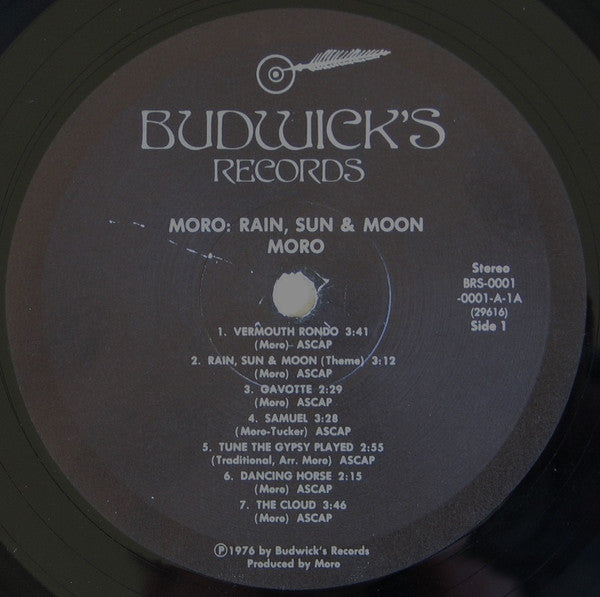 BUDWICK'S
RECORDS
MORO: RAIN, SUN & MOON
MORO
Stereo
BRS-0001
-0001-A-1A
(29616)
Side 1
1. VERMOUTH RONDO 3:41
(Moro) ASCAP
2. RAIN, SUN & MOON (Theme) 3:12
(Moro) ASCAP
3. GAVOTTE 2:29
(Moro) ASCAP
4. SAMUEL 3:28
(Moro-Tucker) ASCAP
5. TUNE THE GYPSY PLAYED 2:55
(Traditional, Arr. Moro) ASCAP
6. DANCING HORSE 2:15
(Moro) ASCAP
7. THE CLOUD 3:46
(Moro) ASCAP
℗1976 by Budwick's Records
Produced by Moro